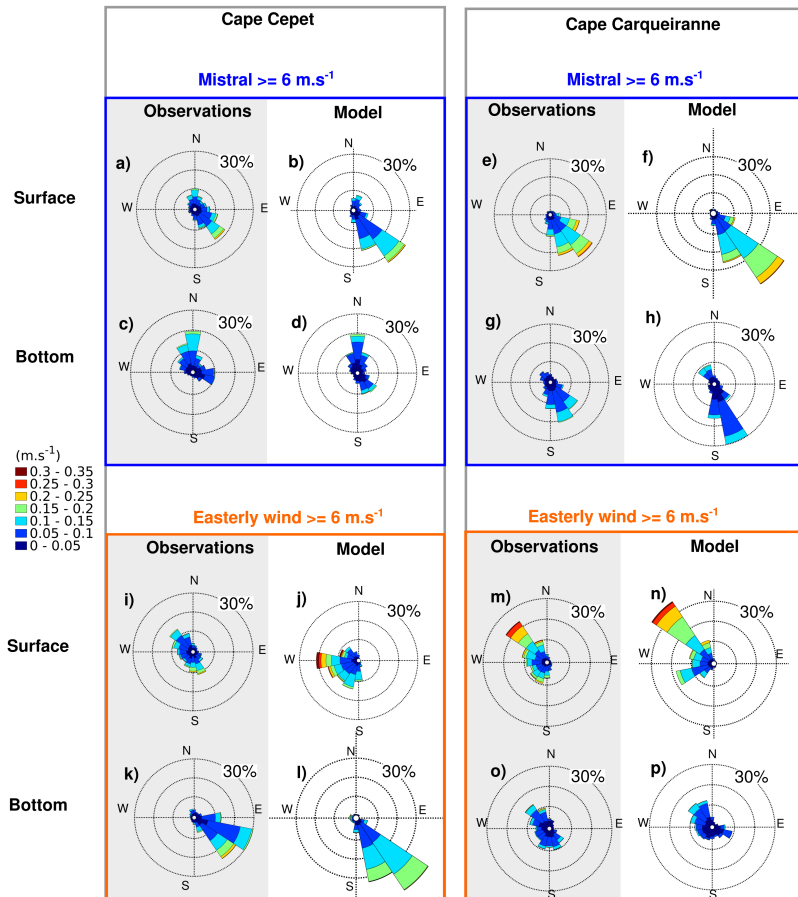 Cape Cepet
Cape Carqueiranne
Mistral >= 6 m.s⁻¹
Mistral >= 6 m.s⁻¹
Observations
Model
Observations
Model
Surface
a)
N
30%
W
E
S
b)
30%
e)
N
30%
W
E
S
f)
N
30%
W
E
S
Bottom
c)
N
30%
W
E
S
d)
N
30%
W
E
S
g)
N
30%
W
E
S
h)
N
30%
W
E
S
(m.s⁻¹)
0.3 - 0.35
0.25 - 0.3
0.2 - 0.25
0.15 - 0.2
0.1 - 0.15
0.05 - 0.1
0 - 0.05
Easterly wind >= 6 m.s⁻¹
Easterly wind >= 6 m.s⁻¹
Observations
Model
Observations
Model
Surface
i)
N
30%
W
E
S
j)
N
30%
W
E
S
m)
N
30%
W
E
S
n)
N
30%
W
E
S
Bottom
k)
N
30%
W
E
S
l)
N
30%
W
E
S
o)
N
30%
W
E
S
p)
N
30%
W
E
S